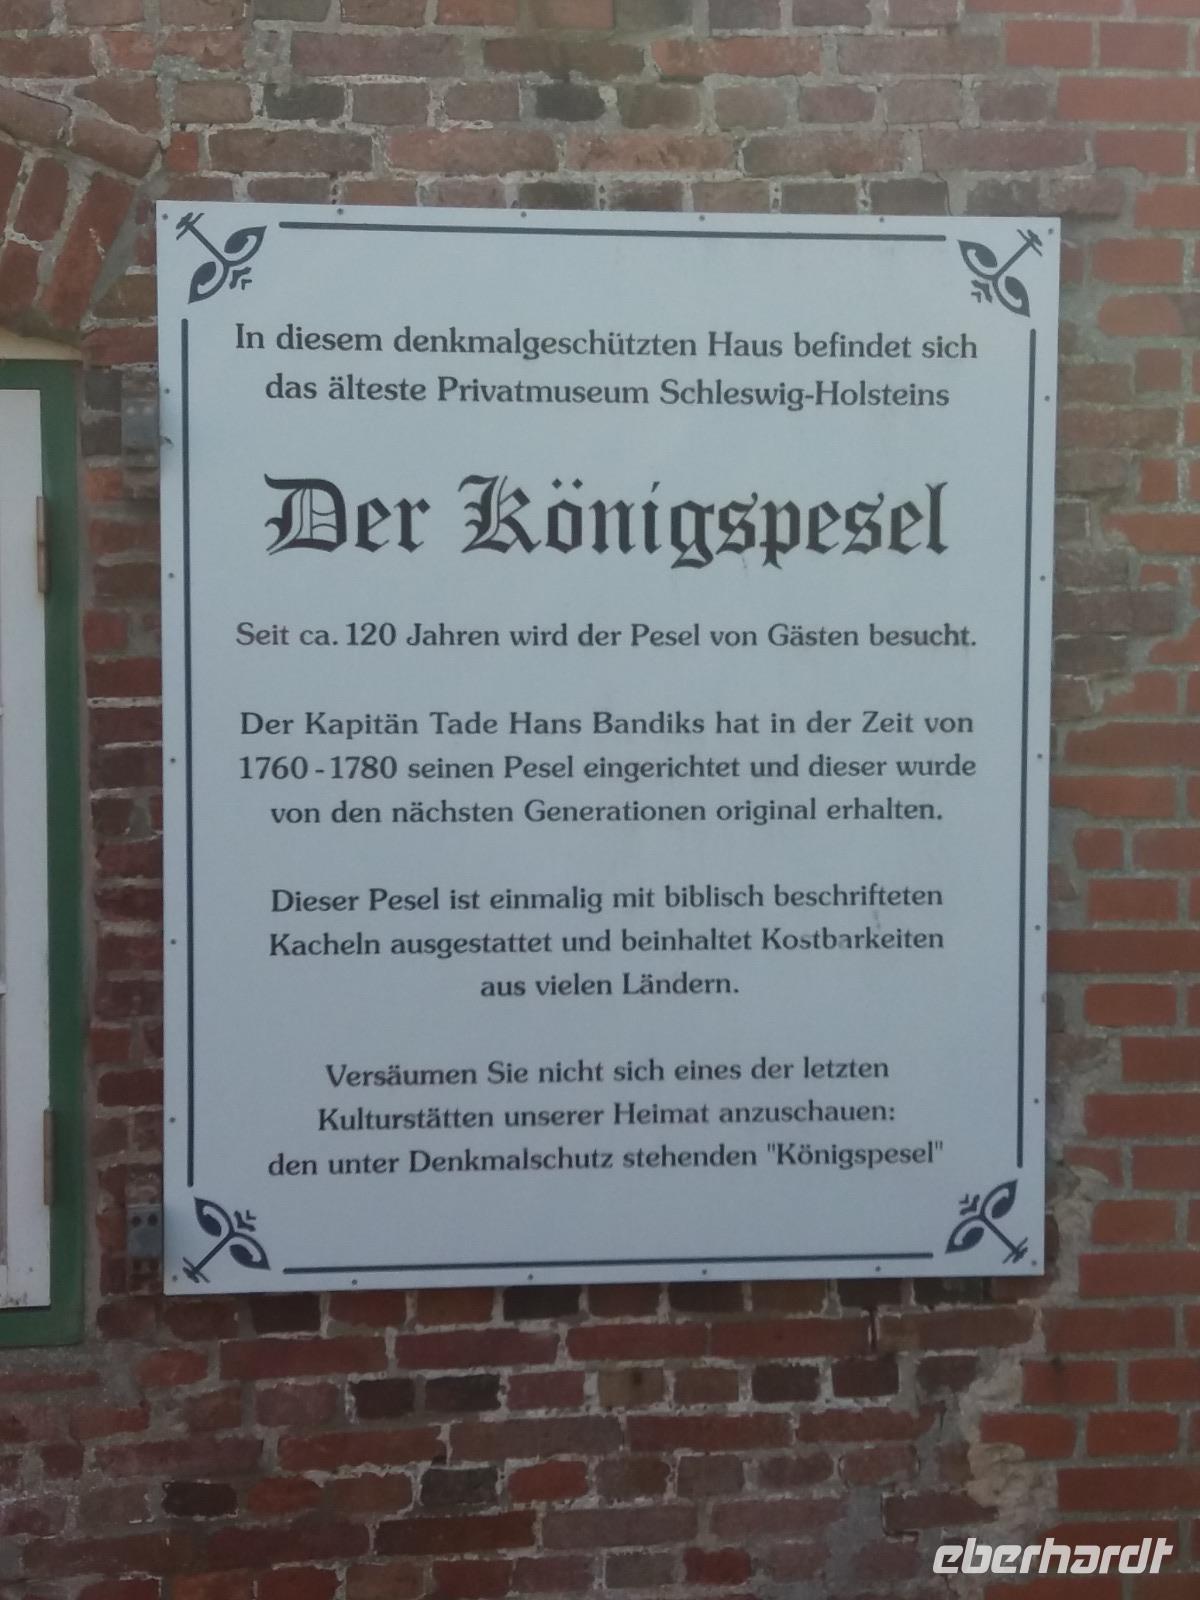 In diesem denkmalgeschützten Haus befindet sich
das älteste Privatmuseum Schleswig-Holsteins
Der Königspesel
Seit ca. 120 Jahren wird der Pesel von Gästen besucht.
Der Kapitän Tade Hans Bandiks hat in der Zeit von
1760 - 1780 seinen Pesel eingerichtet und dieser wurde
von den nächsten Generationen original erhalten.
Dieser Pesel ist einmalig mit biblisch beschrifteten
Kacheln ausgestattet und beinhaltet Kostbarkeiten
aus vielen Ländern.
Versäumen Sie nicht sich eines der letzten
Kulturstätten unserer Heimat anzuschauen:
den unter Denkmalschutz stehenden "Königspesel"
eberhardt